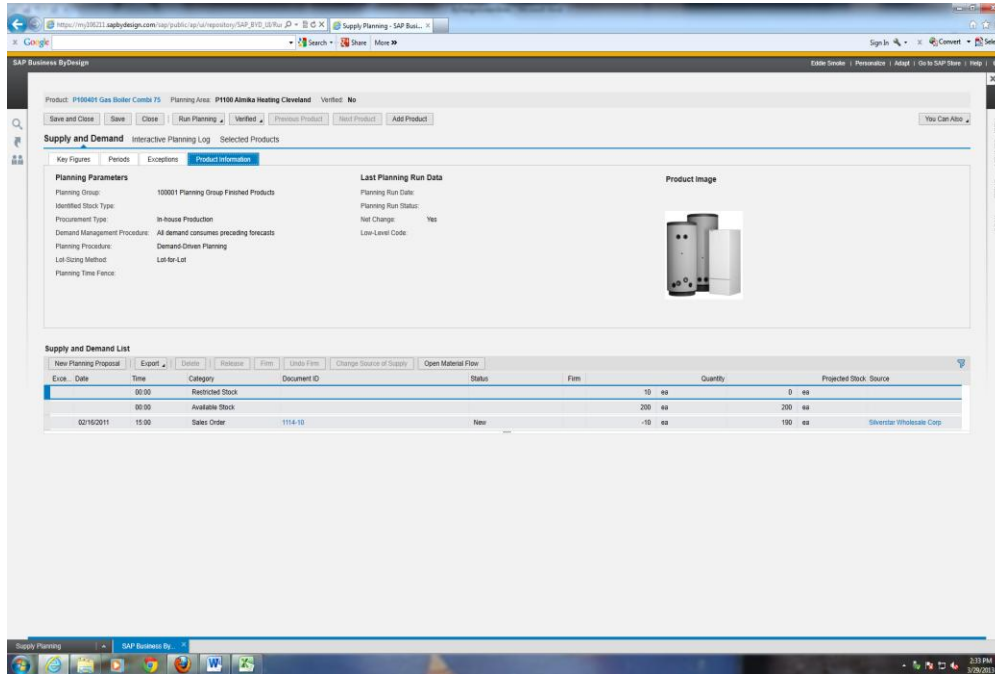 https://my306211.sapbydesign.com/sap/public/ap/ui/repository/SAP_BYD_UI/Rur
Supply Planning - SAP Busi...
x Google Search Share More >> Sign In Convert Sele
SAP Business ByDesign Eddie Smoke | Personalize | Adapt | Go to SAP Store | Help |
Product: P100401 Gas Boiler Combi 75 Planning Area: P1100 Almika Heating Cleveland Verified: No
Save and Close Save Close Run Planning Verified Previous Product Next Product Add Product You Can Also
Supply and Demand Interactive Planning Log Selected Products
Key Figures Periods Exceptions Product Information
Planning Parameters Last Planning Run Data Product Image
Planning Group: 100001 Planning Group Finished Products Planning Run Date:
Identified Stock Type: Planning Run Status:
Procurement Type: In-house Production Net Change: Yes
Demand Management Procedure: All demand consumes preceding forecasts Low-Level Code:
Planning Procedure: Demand-Driven Planning
Lot-Sizing Method: Lot-for-Lot
Planning Time Fence:
Supply and Demand List
New Planning Proposal Export Delete Release Firm Undo Firm Change Source of Supply Open Material Flow
Exce... Date Time Category Document ID Status Firm Quantity Projected Stock Source
00:00 Restricted Stock 10 ea 0 ea
00:00 Available Stock 200 ea 200 ea
02/16/2011 15:00 Sales Order 1114-10 New -10 ea 190 ea Silverstar Wholesale Corp
Supply Planning SAP Business By...
2:33 PM
3/29/2013